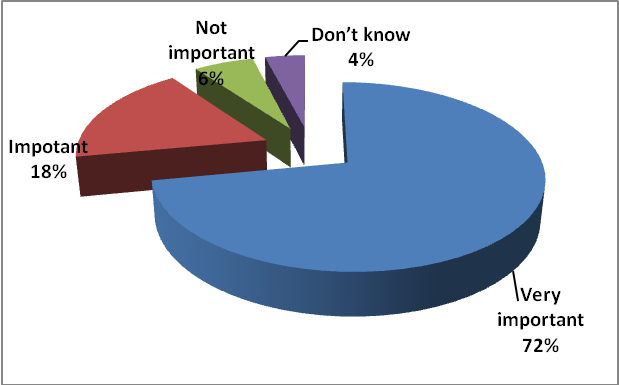 Not
important
6%
Don't know
4%
Impotant
18%
Very
important
72%